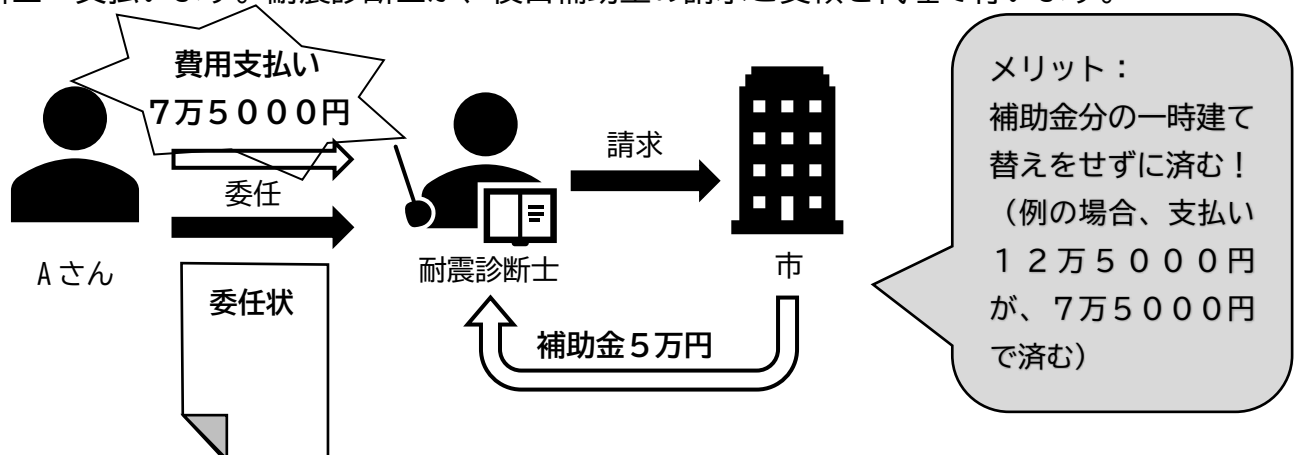 費用支払い
７万５０００円
委任
Aさん
委任状
耐震診断士
請求
市
補助金５万円
メリット：
補助金分の一時建て
替えをせずに済む！
（例の場合、支払い
１２万５０００円
が、７万５０００円
で済む）